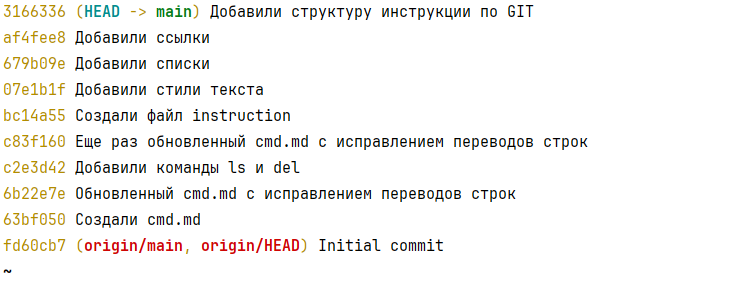 3166336 (HEAD -> main) Добавили структуру инструкции по GIT
af4fee8 Добавили ссылки
679b09e Добавили списки
07e1b1f Добавили стили текста
bc14a55 Создали файл instruction
c83f160 Еще раз обновленный cmd.md с исправлением переводов строк
c2e3d42 Добавили команды ls и del
6b22e7e Обновленный cmd.md с исправлением переводов строк
63bf050 Создали cmd.md
fd60cb7 (origin/main, origin/HEAD) Initial commit
~